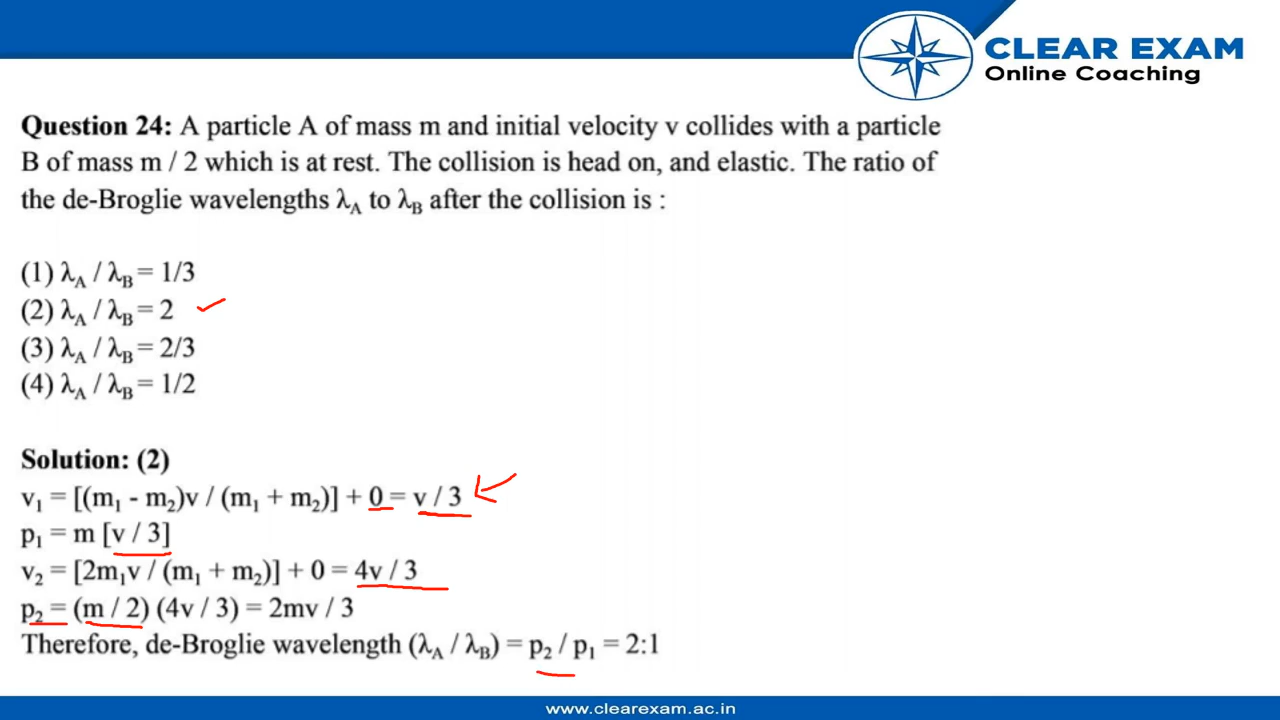 CLEAR EXAM
Online Coaching
Question 24: A particle A of mass m and initial velocity v collides with a particle
B of mass m / 2 which is at rest. The collision is head on, and elastic. The ratio of
the de-Broglie wavelengths λA to λB after the collision is :
(1) λA / λB = 1/3
(2) λA / λB = 2
(3) λA / λB = 2/3
(4) λA / λB = 1/2
Solution: (2)
v1 = [(m1 - m2)v / (m1 + m2)] + 0 = v / 3
p1 = m [v / 3]
v2 = [2m1v / (m1 + m2)] + 0 = 4v / 3
p2 = (m / 2) (4v / 3) = 2mv / 3
Therefore, de-Broglie wavelength (λA / λB) = p2 / p1 = 2:1
www.clearexam.ac.in